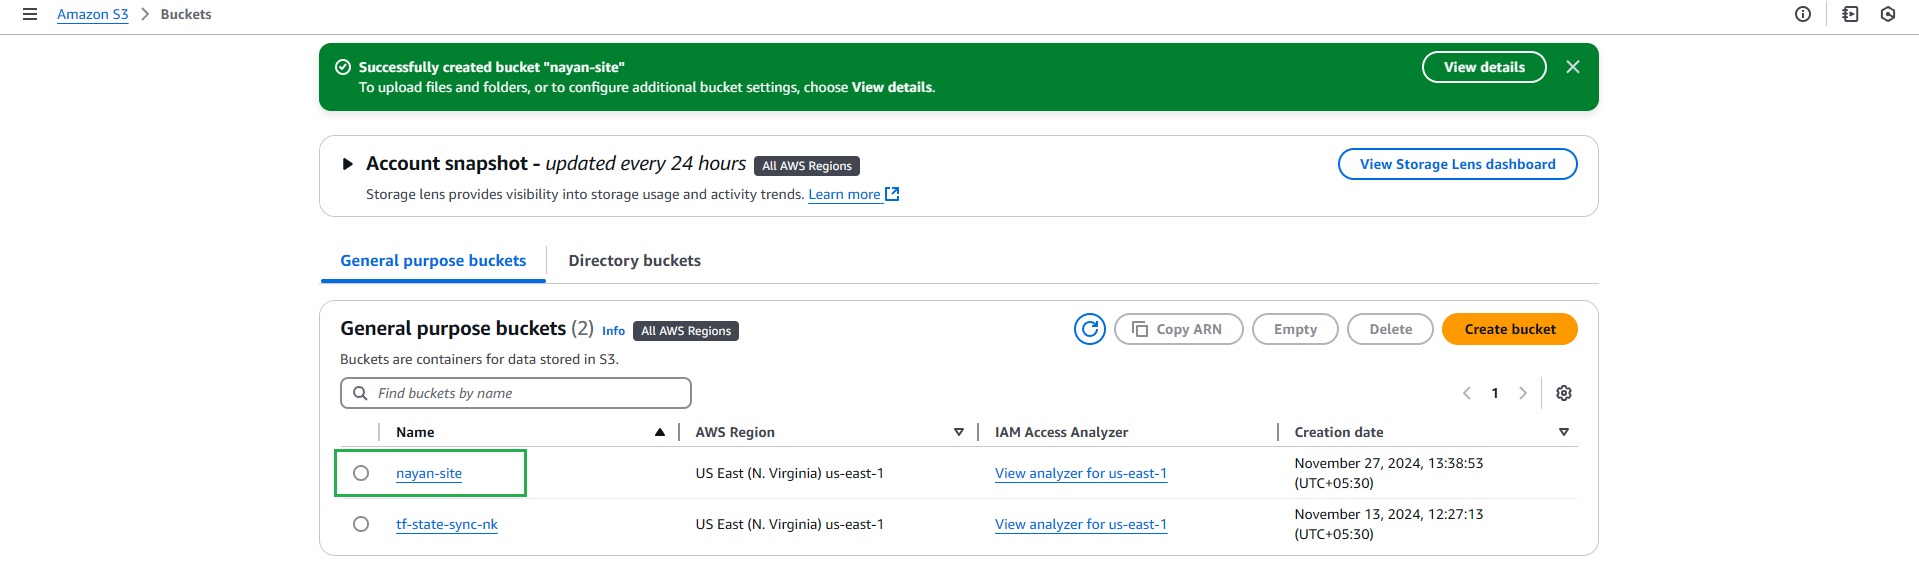 Amazon S3 > Buckets
Successfully created bucket "nayan-site"
To upload files and folders, or to configure additional bucket settings, choose View details.
View details
Account snapshot - updated every 24 hours All AWS Regions
View Storage Lens dashboard
Storage lens provides visibility into storage usage and activity trends. Learn more
General purpose buckets Directory buckets
General purpose buckets (2) Info All AWS Regions
Copy ARN Empty Delete Create bucket
Buckets are containers for data stored in S3.
Find buckets by name
1
Name AWS Region IAM Access Analyzer Creation date
nayan-site US East (N. Virginia) us-east-1 View analyzer for us-east-1 November 27, 2024, 13:38:53
(UTC+05:30)
tf-state-sync-nk US East (N. Virginia) us-east-1 View analyzer for us-east-1 November 13, 2024, 12:27:13
(UTC+05:30)